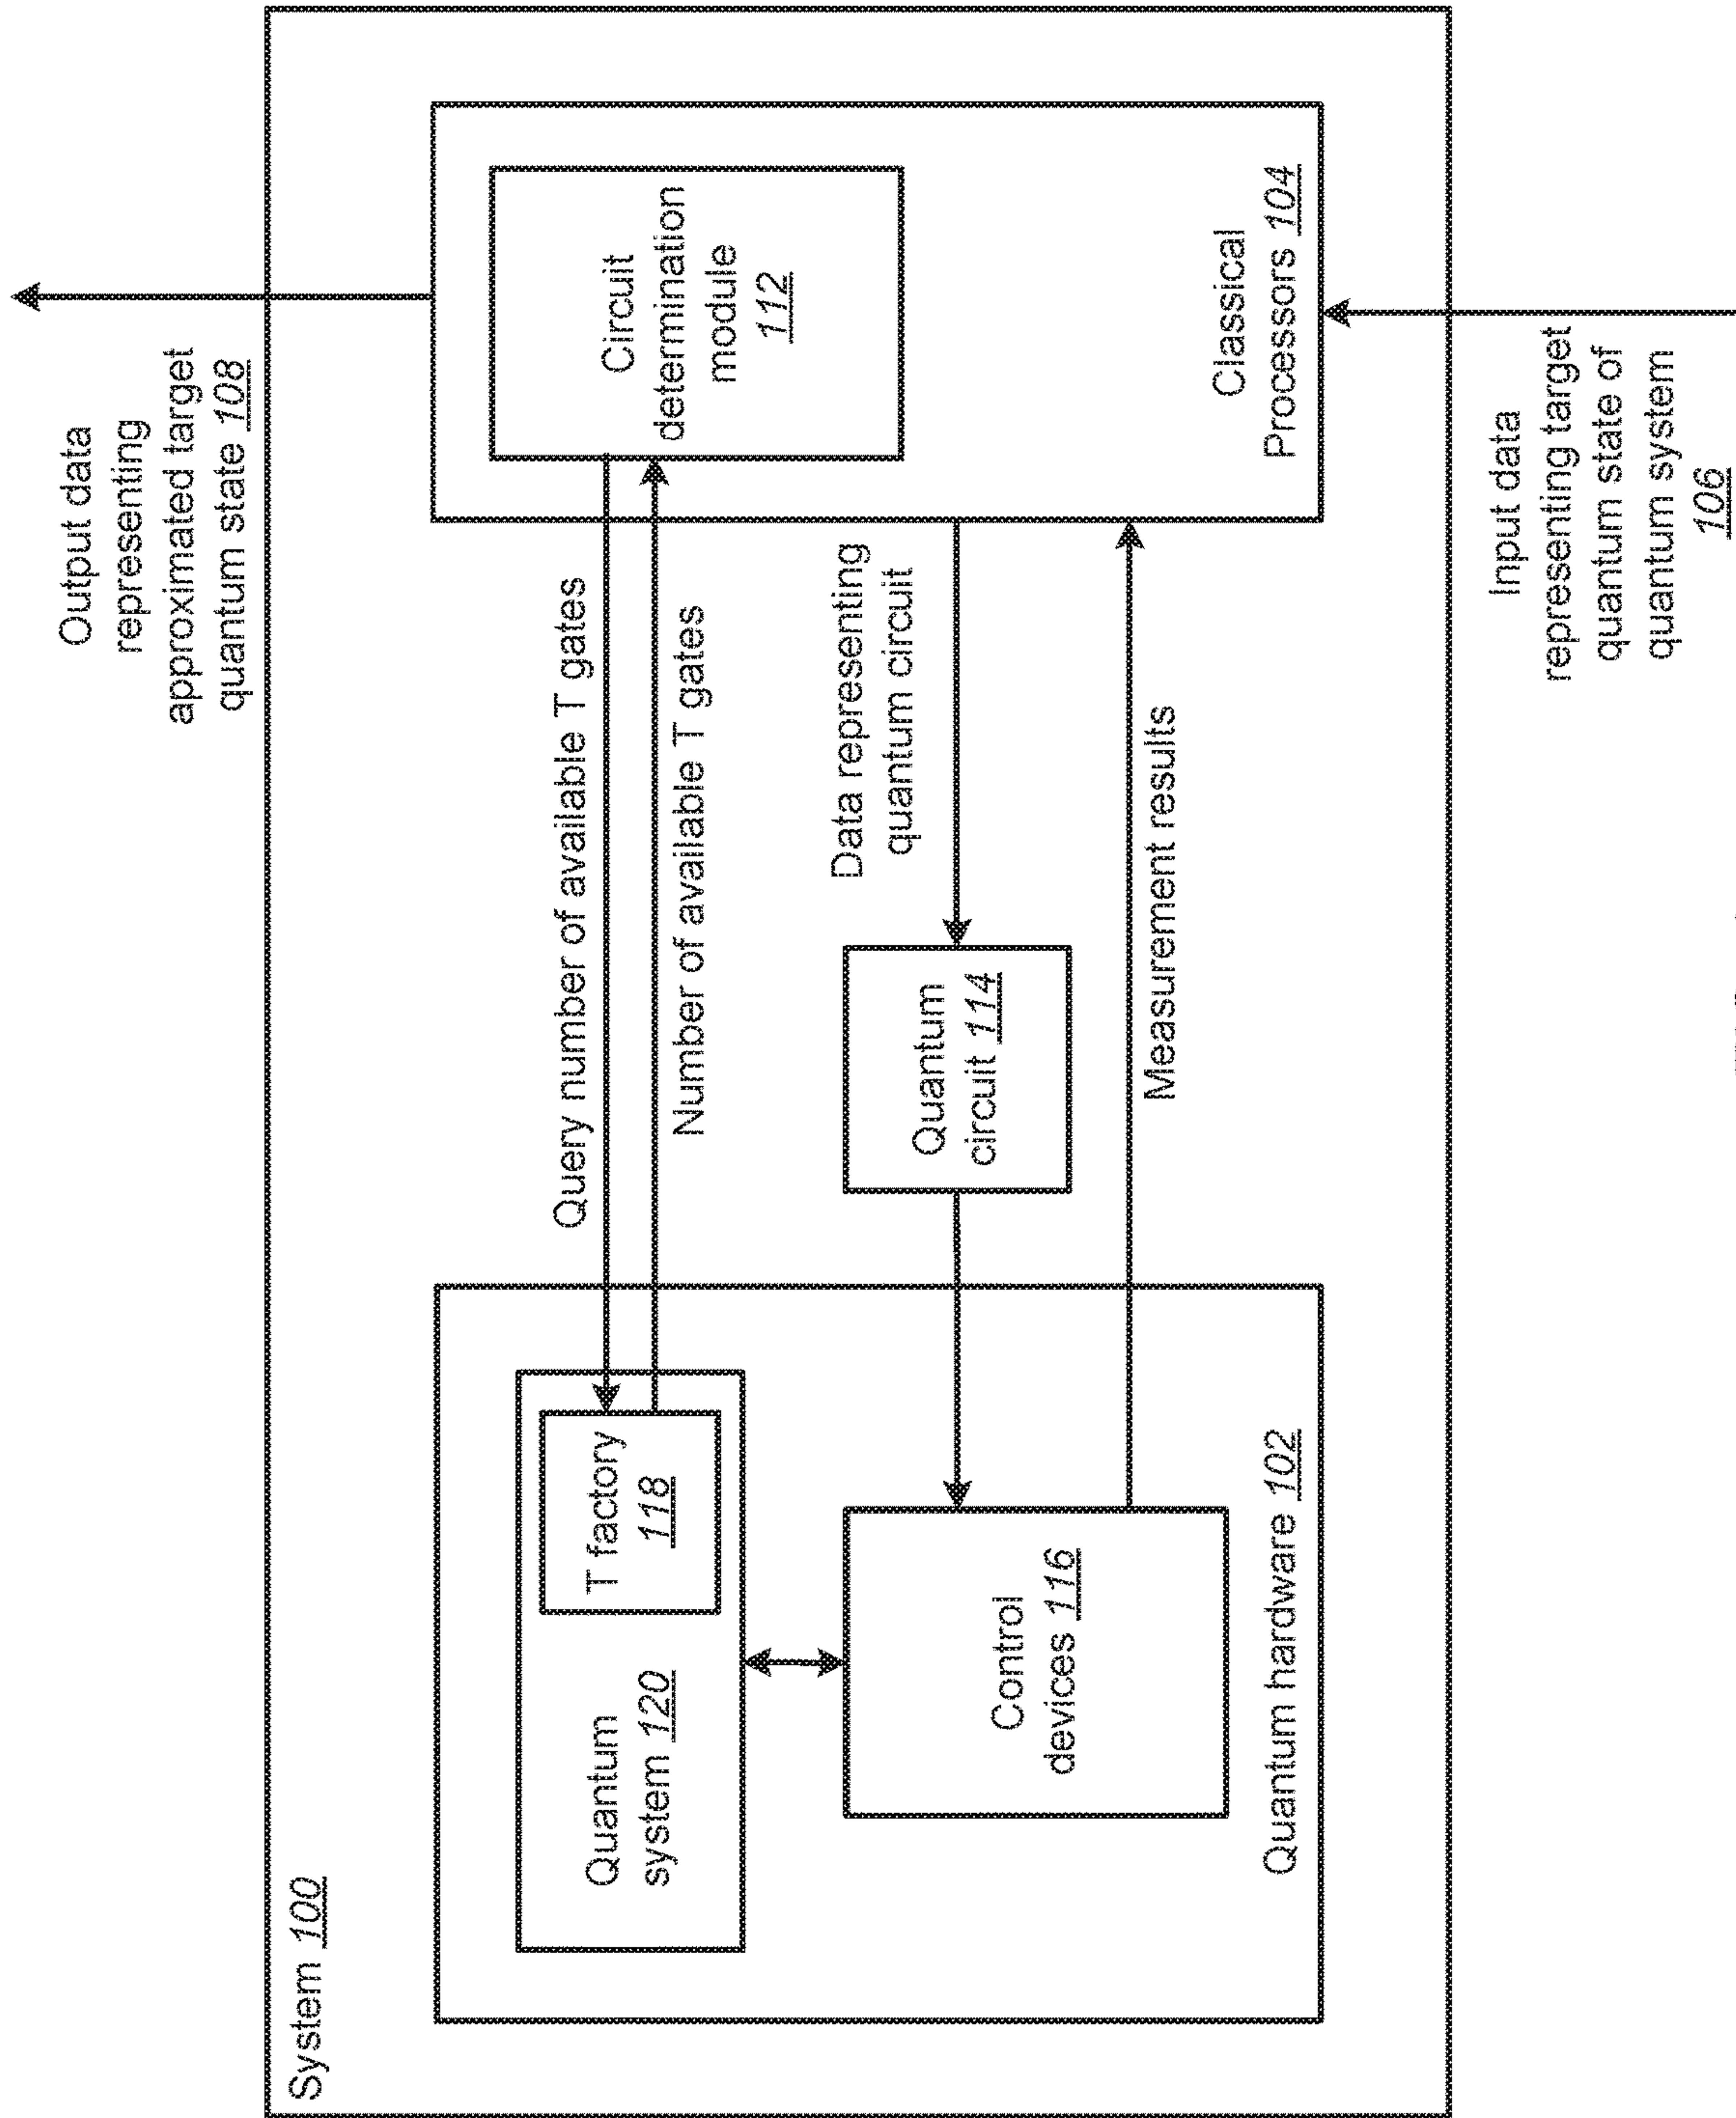 System 100
Output data
representing
approximated target
quantum state 108
Quantum
system 120
T factory
118
Query number of available T gates
Number of available T gates
Circuit
determination
module
112
Control
devices 116
Quantum
circuit 114
Data representing
quantum circuit
Measurement results
Quantum hardware 102
Classical
Processors 104
Input data
representing target
quantum state of
quantum system
106